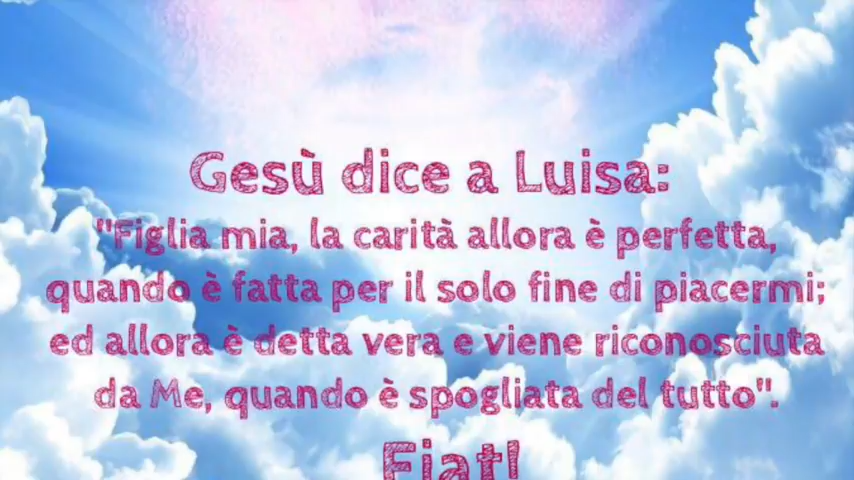 Gesù dice a Luisa:
"Figlia mia, la carità allora è perfetta,
quando è fatta per il solo fine di piacermi;
ed allora è detta vera e viene riconosciuta
da Me, quando è spogliata del tutto".
Fiat!